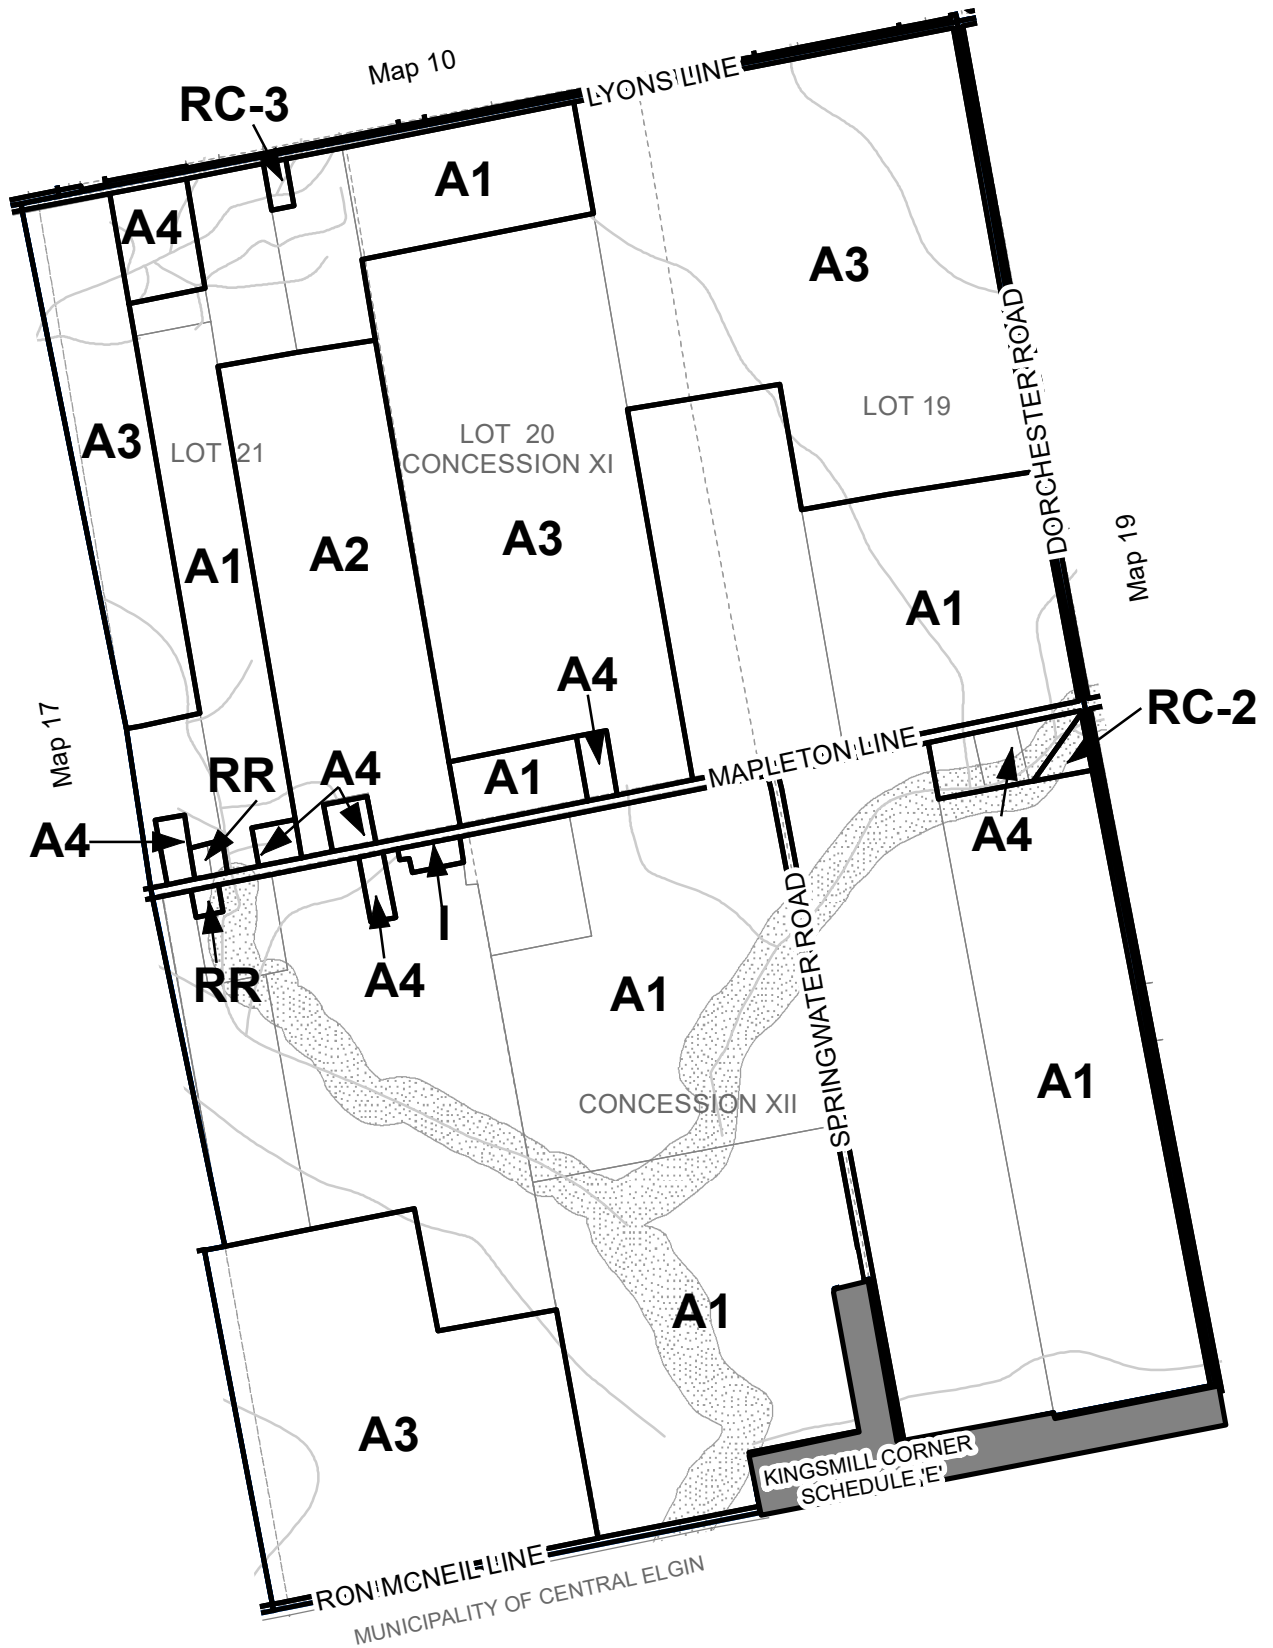 Map 10
LYONS LINE
RC-3
A1
A4
A3
LOT 19
DORCHESTER ROAD
A3
LOT 21
LOT 20
CONCESSION XI
A1
A2
A3
Map 19
A1
A4
Map 17
RC-2
MAPLETON LINE
RR
A4
A1
A4
A4
I
RR
A4
A1
SPRINGWATER ROAD
A1
CONCESSION XII
A1
A3
KINGSMILL CORNER
SCHEDULE 'E'
RON MCNEIL LINE
MUNICIPALITY OF CENTRAL ELGIN